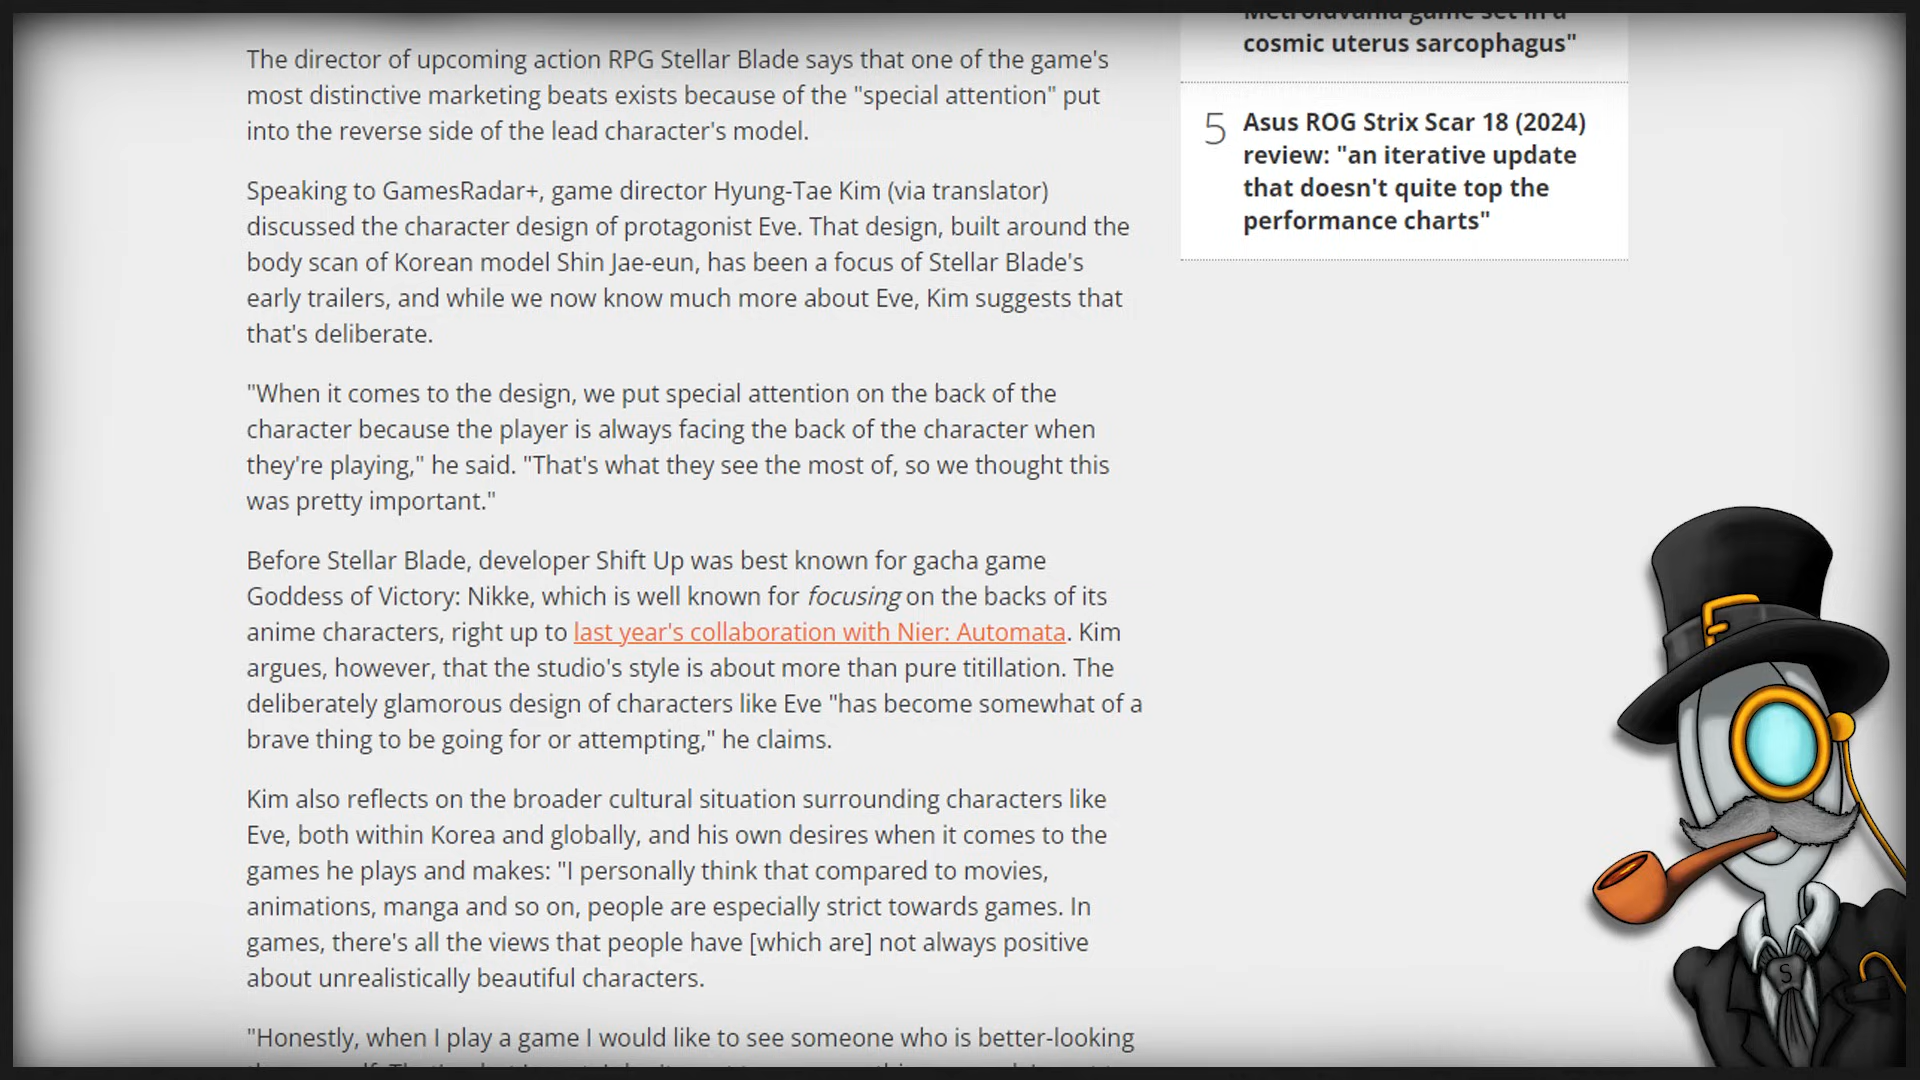 The director of upcoming action RPG Stellar Blade says that one of the game's
most distinctive marketing beats exists because of the "special attention" put
into the reverse side of the lead character's model.
Speaking to GamesRadar+, game director Hyung-Tae Kim (via translator)
discussed the character design of protagonist Eve. That design, built around the
body scan of Korean model Shin Jae-eun, has been a focus of Stellar Blade's
early trailers, and while we now know much more about Eve, Kim suggests that
that's deliberate.
"When it comes to the design, we put special attention on the back of the
character because the player is always facing the back of the character when
they're playing," he said. "That's what they see the most of, so we thought this
was pretty important."
Before Stellar Blade, developer Shift Up was best known for gacha game
Goddess of Victory: Nikke, which is well known for focusing on the backs of its
anime characters, right up to last year's collaboration with Nier: Automata. Kim
argues, however, that the studio's style is about more than pure titillation. The
deliberately glamorous design of characters like Eve "has become somewhat of a
brave thing to be going for or attempting," he claims.
Kim also reflects on the broader cultural situation surrounding characters like
Eve, both within Korea and globally, and his own desires when it comes to the
games he plays and makes: "I personally think that compared to movies,
animations, manga and so on, people are especially strict towards games. In
games, there's all the views that people have [which are] not always positive
about unrealistically beautiful characters.
"Honestly, when I play a game I would like to see someone who is better-looking
Metroidvania game set in a
cosmic uterus sarcophagus"
5
Asus ROG Strix Scar 18 (2024)
review: "an iterative update
that doesn't quite top the
performance charts"
S